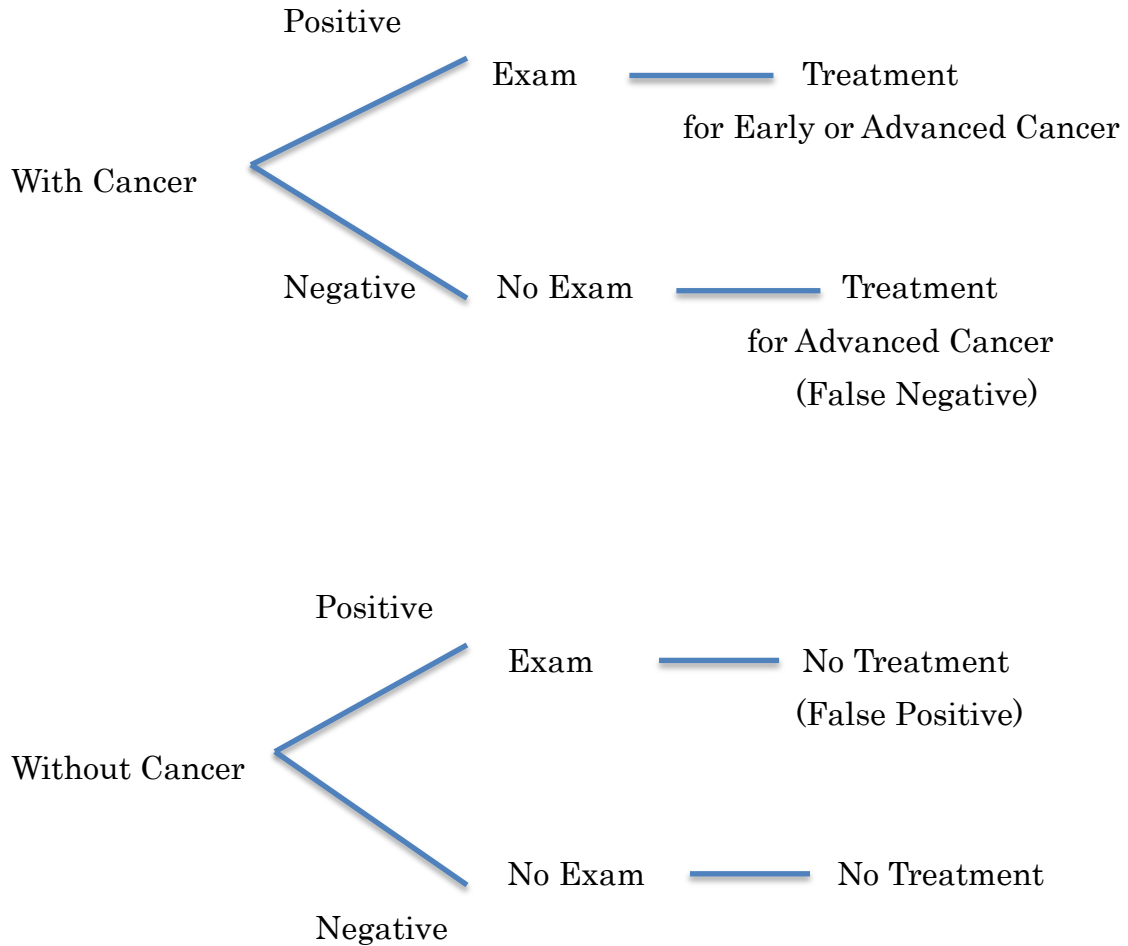 Positive
Exam Treatment
for Early or Advanced Cancer
With Cancer
Negative No Exam Treatment
for Advanced Cancer
(False Negative)
Positive
Exam No Treatment
(False Positive)
Without Cancer
No Exam No Treatment
Negative